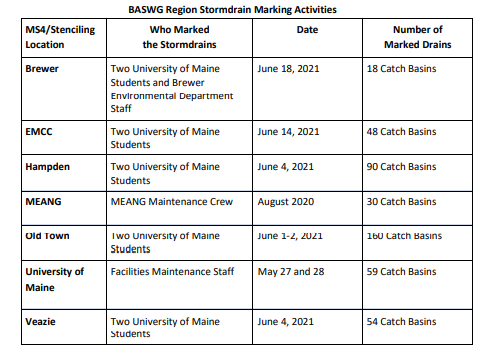 BASWG Region Stormdrain Marking Activities
MS4/Stenciling Location | Who Marked the Stormdrains | Date | Number of Marked Drains
Brewer | Two University of Maine Students and Brewer Environmental Department Staff | June 18, 2021 | 18 Catch Basins
EMCC | Two University of Maine Students | June 14, 2021 | 48 Catch Basins
Hampden | Two University of Maine Students | June 4, 2021 | 90 Catch Basins
MEANG | MEANG Maintenance Crew | August 2020 | 30 Catch Basins
Old Town | Two University of Maine Students | June 1-2, 2021 | 160 Catch Basins
University of Maine | Facilities Maintenance Staff | May 27 and 28 | 59 Catch Basins
Veazie | Two University of Maine Students | June 4, 2021 | 54 Catch Basins